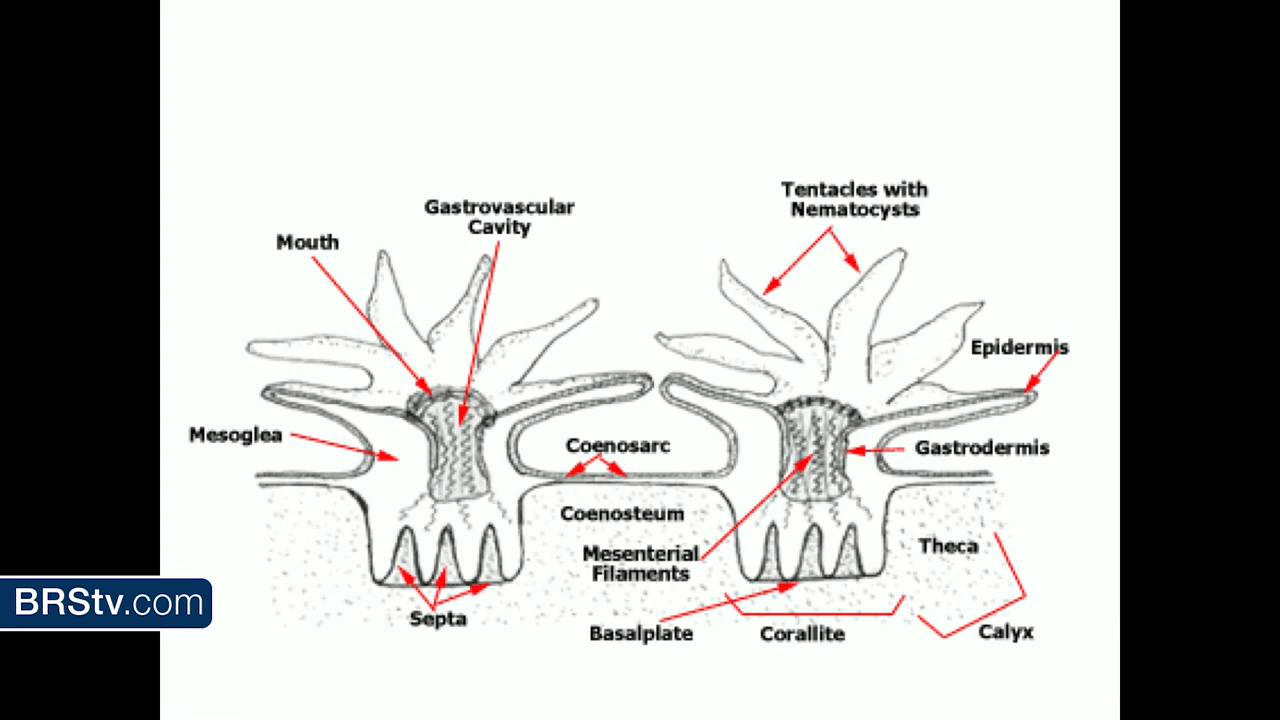 Tentacles with
Nematocysts
Gastrovascular
Cavity
Mouth
Epidermis
Mesoglea
Coenosarc
Gastrodermis
Coenosteum
Mesenterial
Filaments
Theca
BRStv.com
Septa
Basalplate
Corallite
Calyx